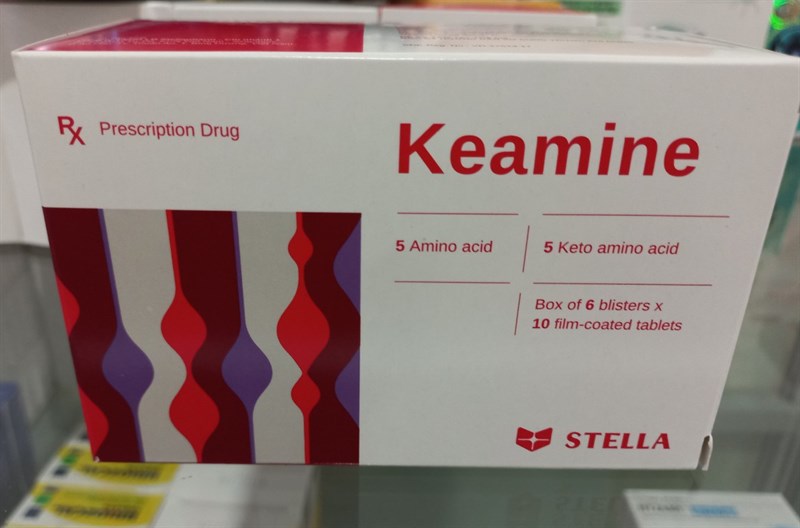 Rx Prescription Drug
Keamine
5 Amino acid
5 Keto amino acid
Box of 6 blisters x
10 film-coated tablets
STELLA